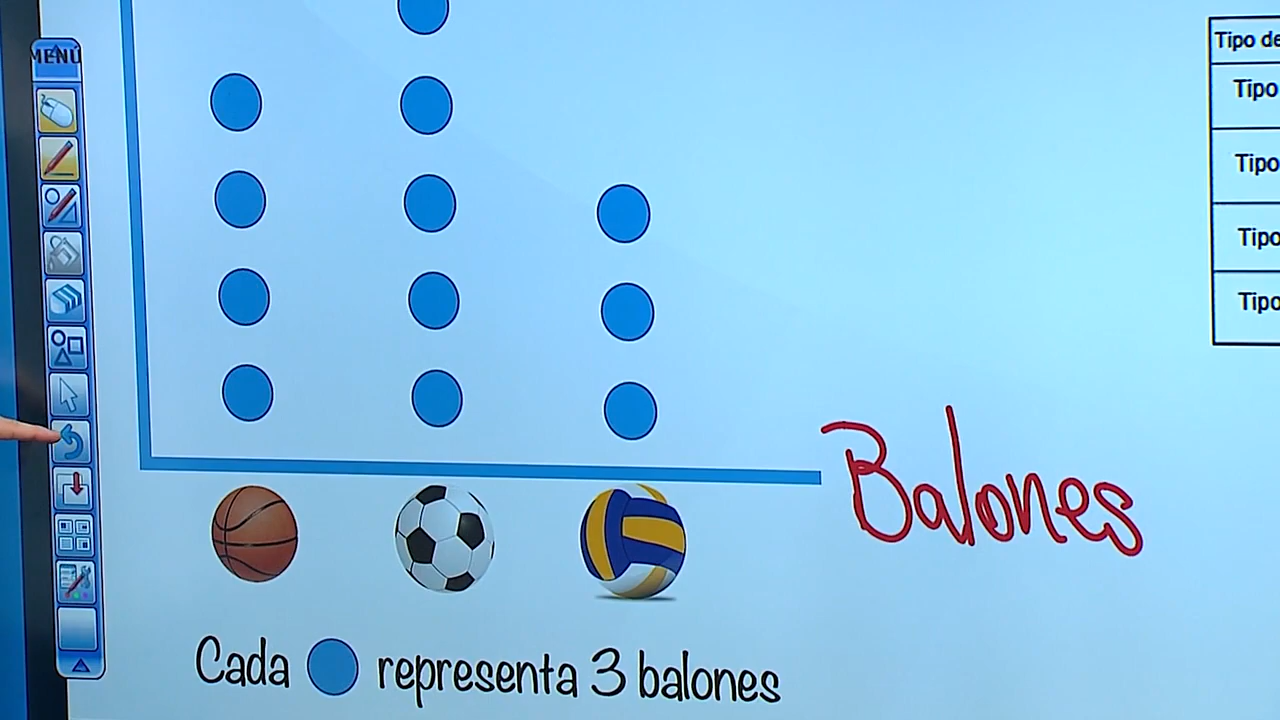 MENÚ
Tipo de
Tipo
Tipo
Tipo
Tipo
Balones
Cada representa 3 balones